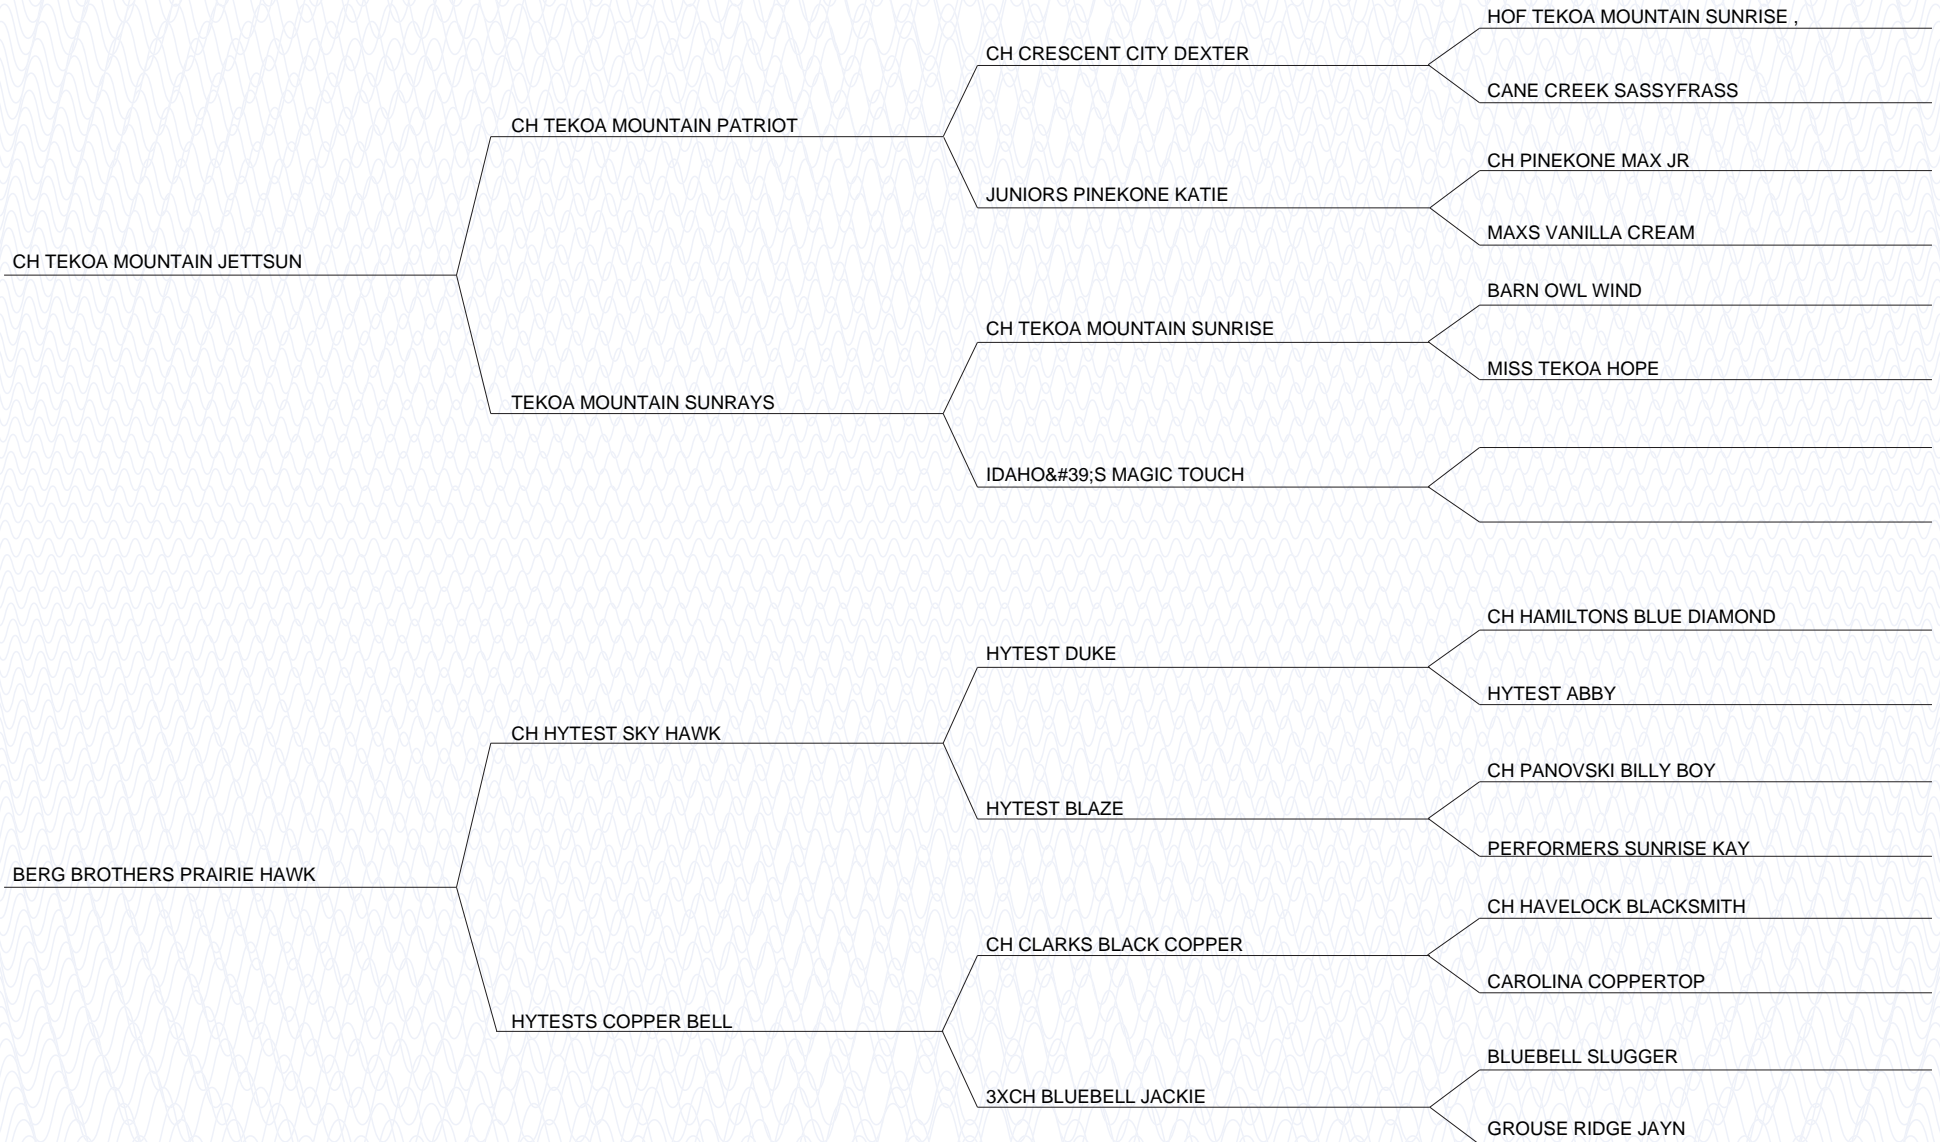 HOF TEKOA MOUNTAIN SUNRISE ,
CH CRESCENT CITY DEXTER
CANE CREEK SASSYFRASS
CH TEKOA MOUNTAIN PATRIOT
CH PINEKONE MAX JR
JUNIORS PINEKONE KATIE
MAXS VANILLA CREAM
CH TEKOA MOUNTAIN JETTSUN
BARN OWL WIND
CH TEKOA MOUNTAIN SUNRISE
MISS TEKOA HOPE
TEKOA MOUNTAIN SUNRAYS
IDAHO&#39;S MAGIC TOUCH
CH HAMILTONS BLUE DIAMOND
HYTEST DUKE
HYTEST ABBY
CH HYTEST SKY HAWK
CH PANOVSKI BILLY BOY
HYTEST BLAZE
PERFORMERS SUNRISE KAY
BERG BROTHERS PRAIRIE HAWK
CH HAVELOCK BLACKSMITH
CH CLARKS BLACK COPPER
CAROLINA COPPERTOP
HYTESTS COPPER BELL
BLUEBELL SLUGGER
3XCH BLUEBELL JACKIE
GROUSE RIDGE JAYN